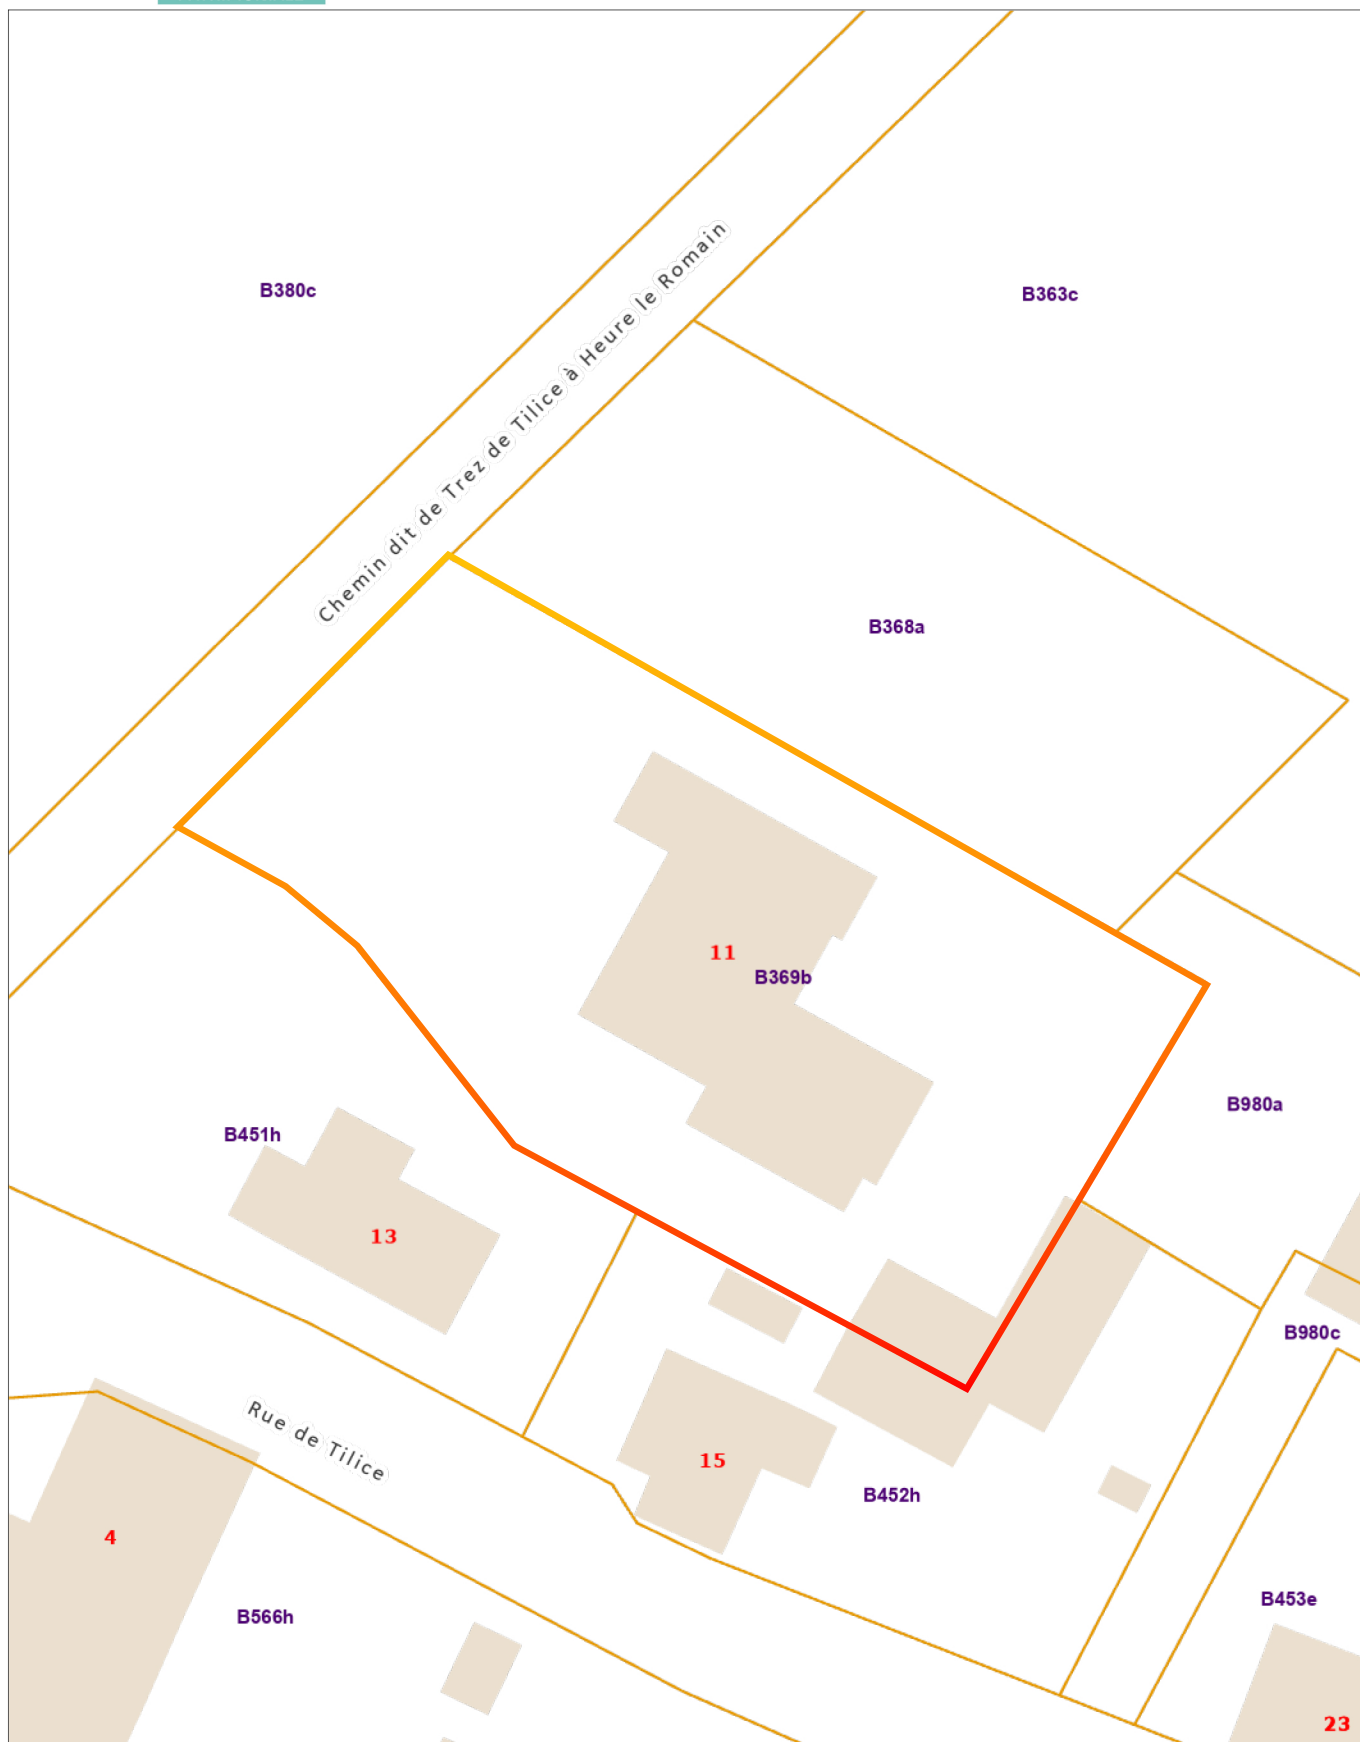 Chemin dit de Trez de Tilice à Heure le Romain
B380c
B363c
B368a
11
B369b
B980a
B451h
13
B980c
Rue de Tilice
15
B452h
4
B566h
B453e
23